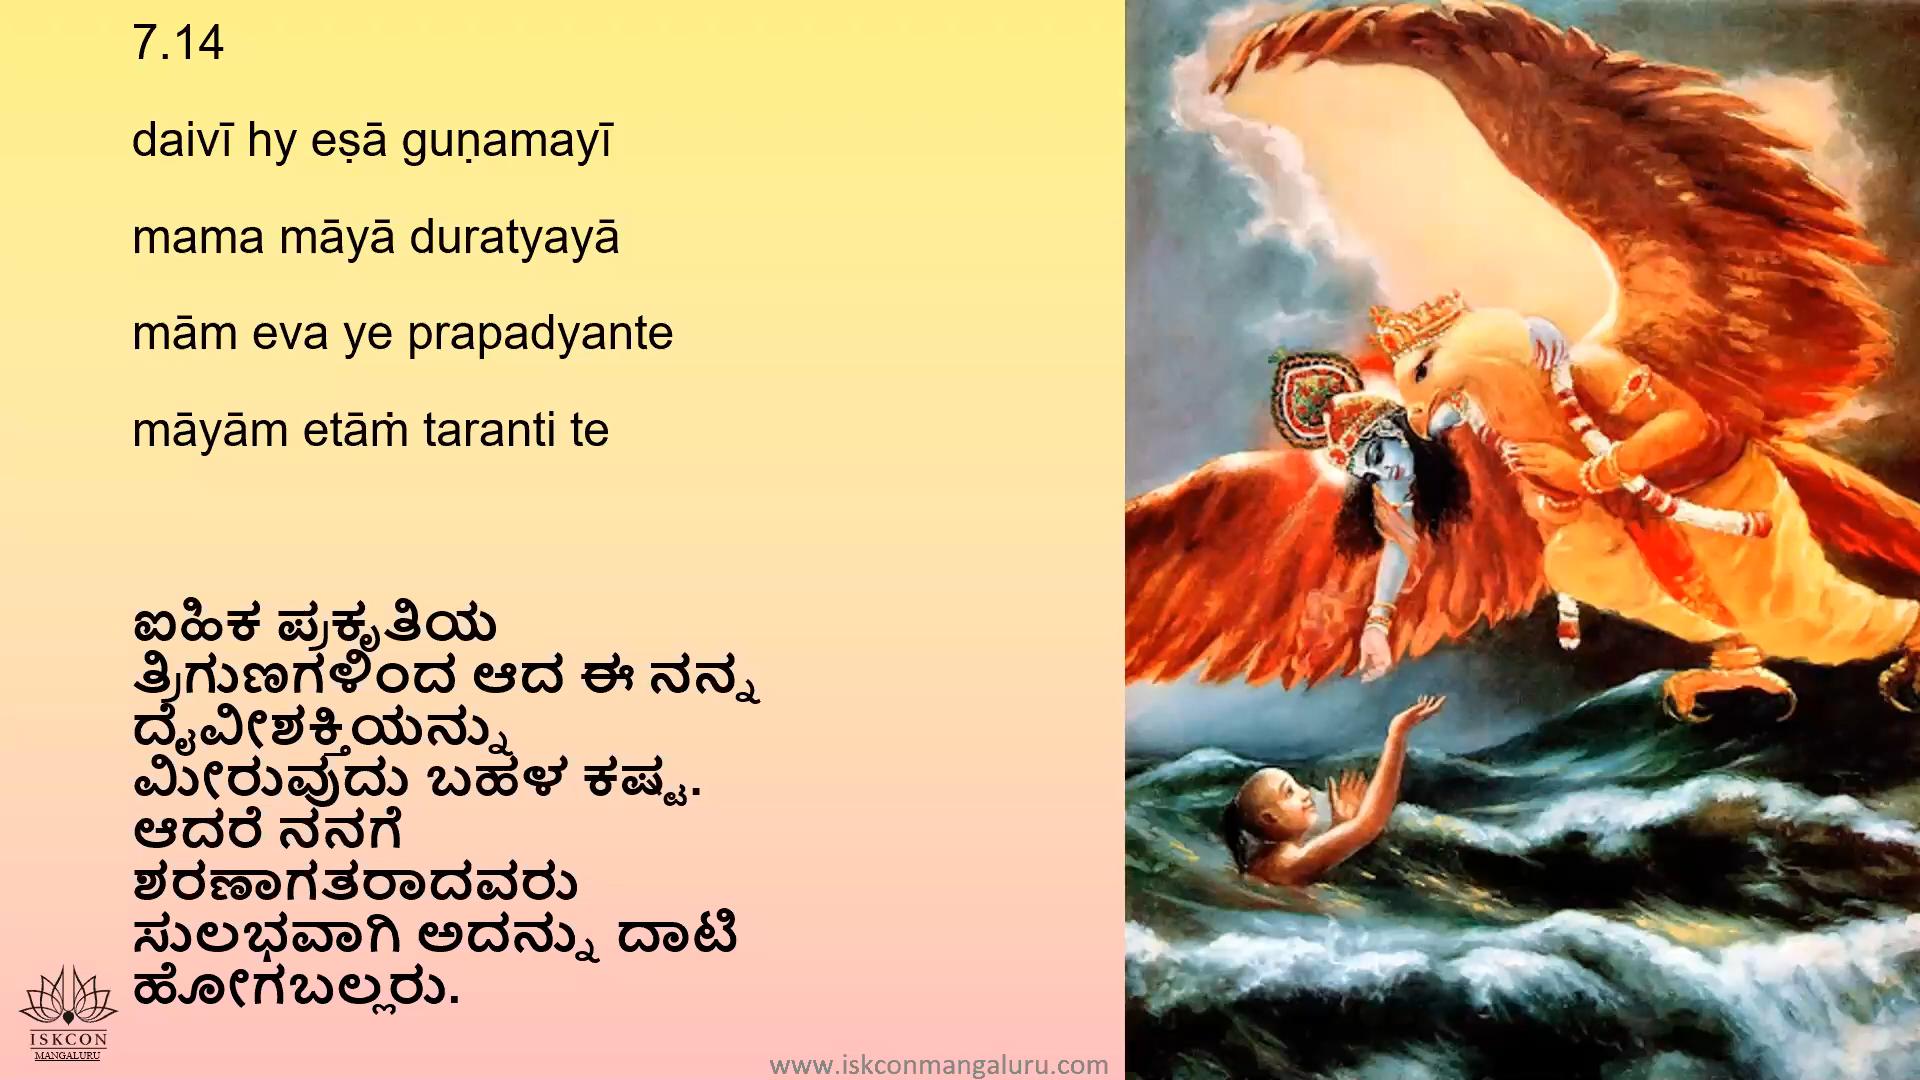 7.14
daivī hy eṣā guṇamayī
mama māyā duratyayā
mām eva ye prapadyante
māyām etāṁ taranti te
ಐಹಿಕ ಪ್ರಕೃತಿಯ
ತ್ರಿಗುಣಗಳಿಂದ ಆದ ಈ ನನ್ನ
ದೈವೀಶಕ್ತಿಯನ್ನು
ಮೀರುವುದು ಬಹಳ ಕಷ್ಟ.
ಆದರೆ ನನಗೆ
ಶರಣಾಗತರಾದವರು
ಸುಲಭವಾಗಿ ಅದನ್ನು ದಾಟಿ
ಹೋಗಬಲ್ಲರು.
ISKCON
MANGALURU
www.iskconmangaluru.com